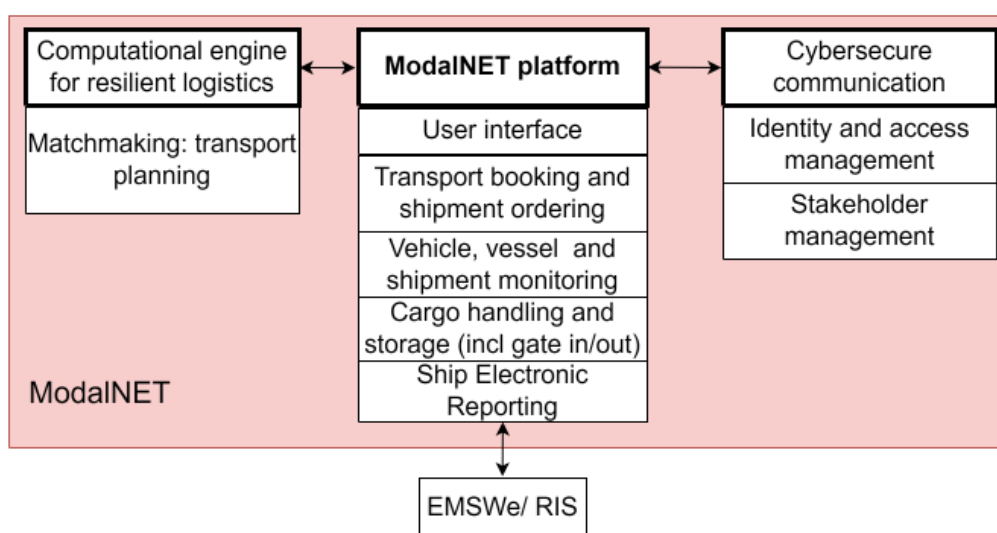 Computational engine
for resilient logistics
Matchmaking: transport
planning
ModalNET platform
User interface
Transport booking and
shipment ordering
Vehicle, vessel and
shipment monitoring
Cargo handling and
storage (incl gate in/out)
Ship Electronic
Reporting
Cybersecure
communication
Identity and access
management
Stakeholder
management
ModalNET
EMSWe/ RIS